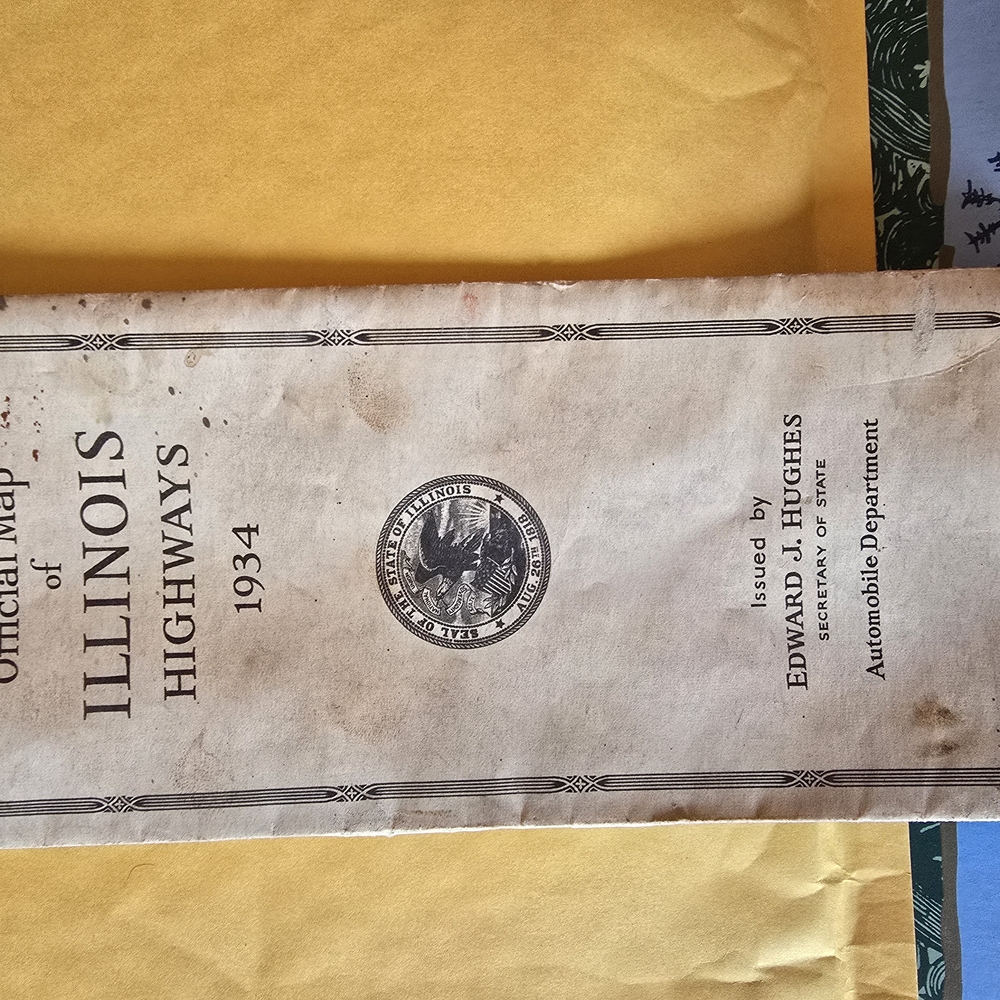 Official Map
of
ILLINOIS
HIGHWAYS
1934
SEAL OF THE STATE OF ILLINOIS
AUG. 26TH 1818
Issued by
EDWARD J. HUGHES
SECRETARY OF STATE
Automobile Department